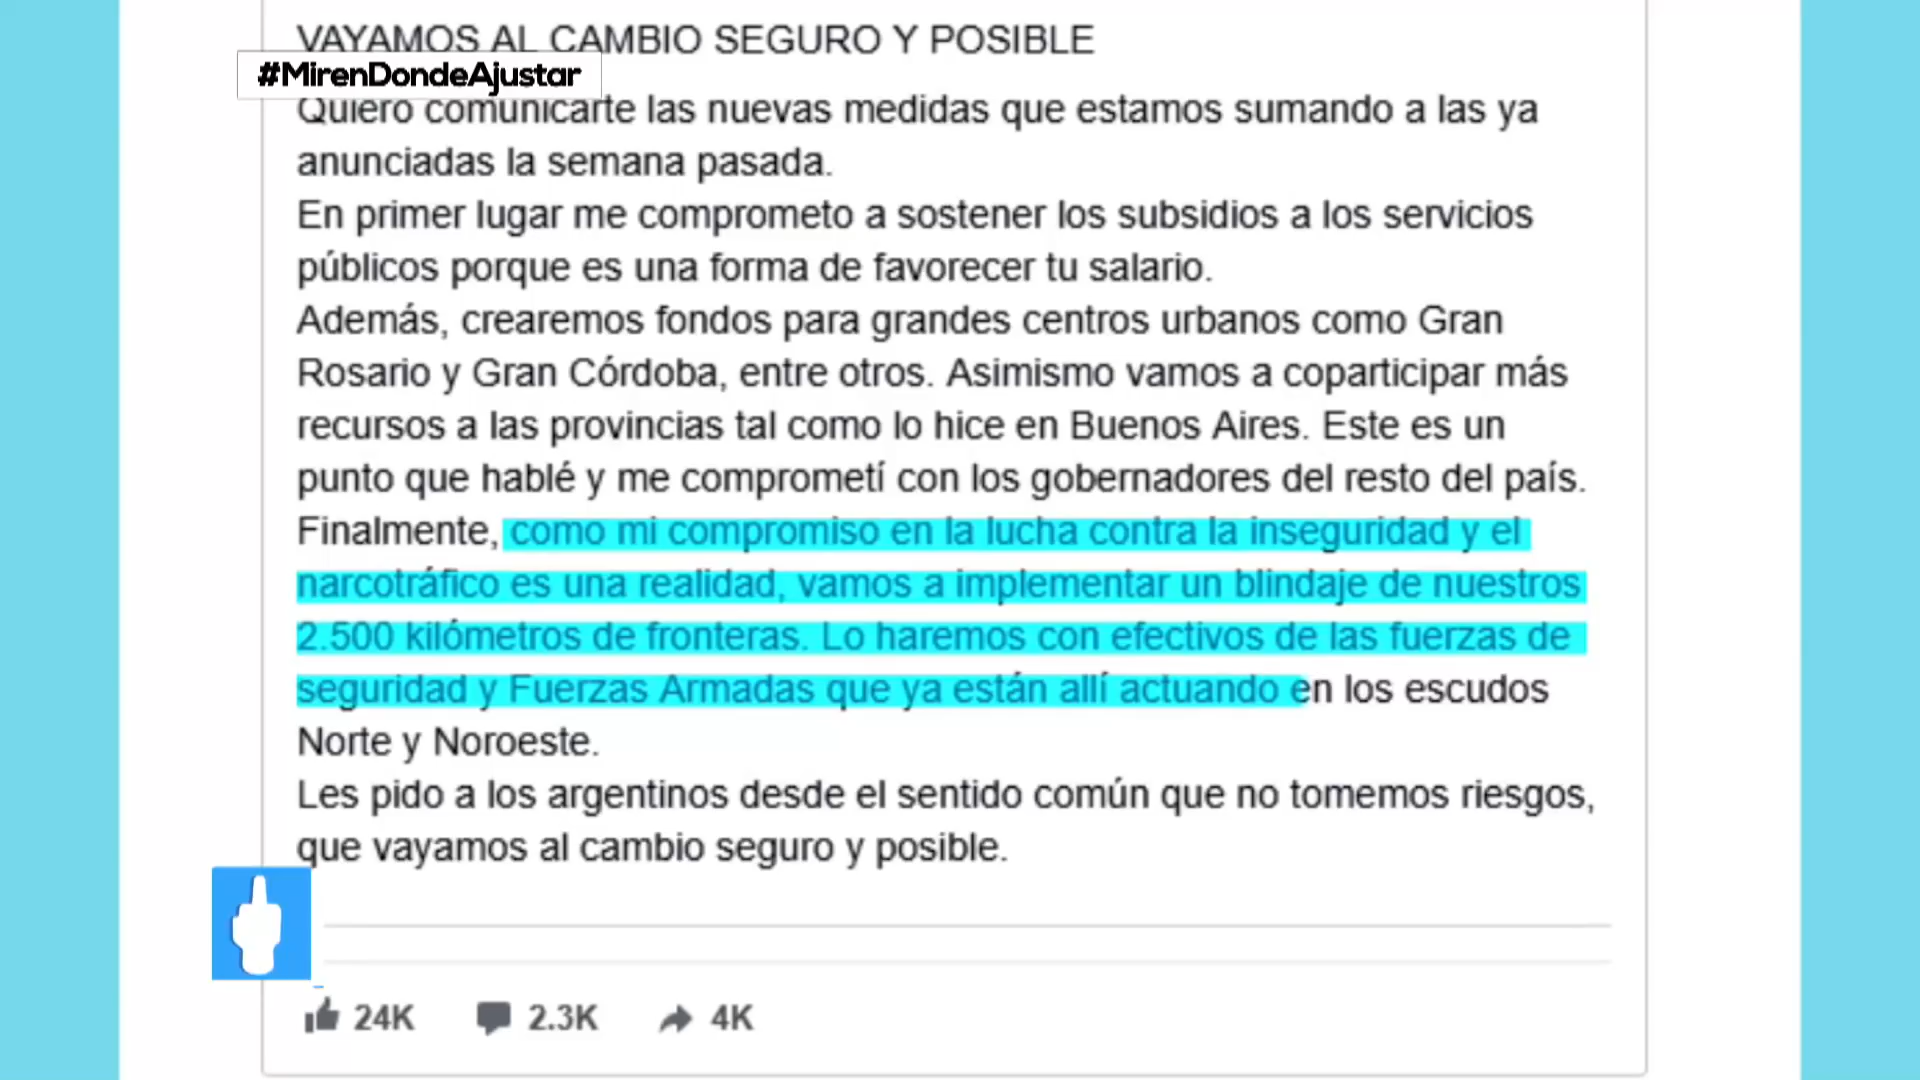 VAYAMOS AL CAMBIO SEGURO Y POSIBLE
#MirenDondeAjustar
Quiero comunicarte las nuevas medidas que estamos sumando a las ya
anunciadas la semana pasada.
En primer lugar me comprometo a sostener los subsidios a los servicios
públicos porque es una forma de favorecer tu salario.
Además, crearemos fondos para grandes centros urbanos como Gran
Rosario y Gran Córdoba, entre otros. Asimismo vamos a coparticipar más
recursos a las provincias tal como lo hice en Buenos Aires. Este es un
punto que hablé y me comprometí con los gobernadores del resto del país.
Finalmente, como mi compromiso en la lucha contra la inseguridad y el
narcotráfico es una realidad, vamos a implementar un blindaje de nuestros
2.500 kilómetros de fronteras. Lo haremos con efectivos de las fuerzas de
seguridad y Fuerzas Armadas que ya están allí actuando en los escudos
Norte y Noroeste.
Les pido a los argentinos desde el sentido común que no tomemos riesgos,
que vayamos al cambio seguro y posible.
24K 2.3K 4K